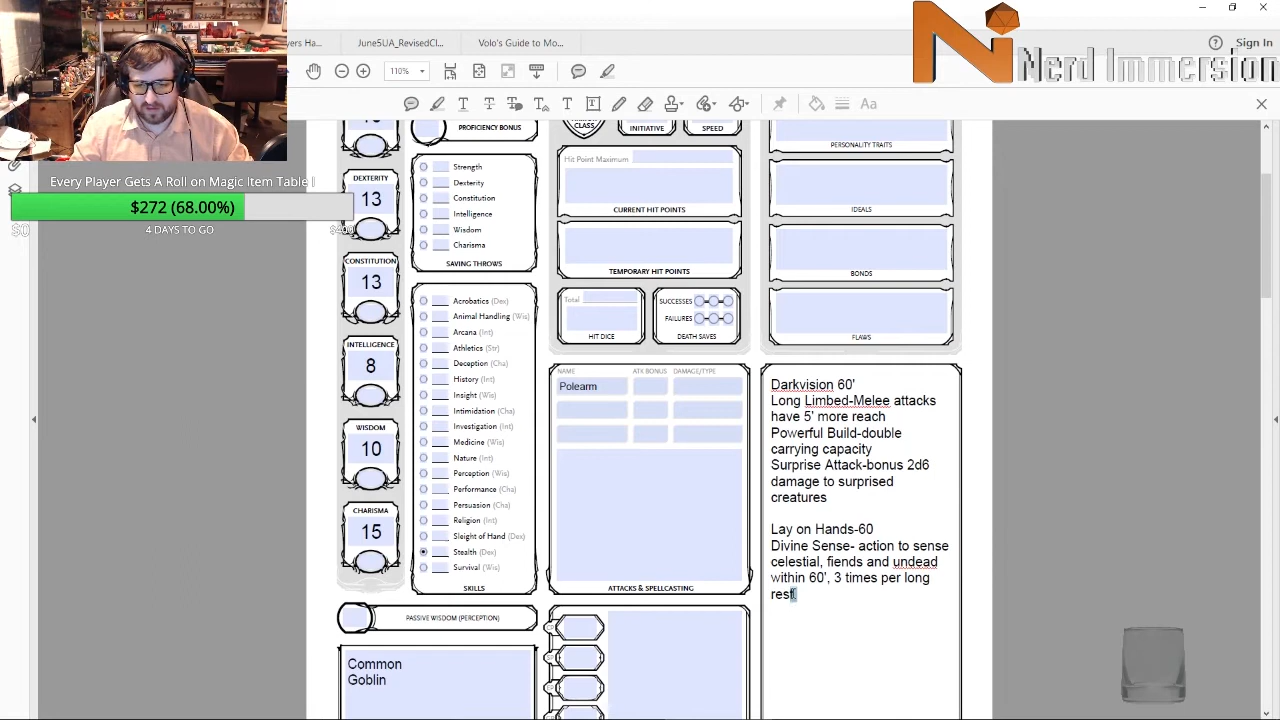 yers Ha...
June5UA_RevisedCl...
Volo's Guide to Mo...
Sign In
Nerd Immersion
110%
Aa
Every Player Gets A Roll on Magic Item Table !
$272 (68.00%)
$0
4 DAYS TO GO
PROFICIENCY BONUS
CLASS
INITIATIVE
SPEED
PERSONALITY TRAITS
IDEALS
BONDS
FLAWS
DEXTERITY
13
CONSTITUTION
13
INTELLIGENCE
8
WISDOM
10
CHARISMA
15
Strength
Dexterity
Constitution
Intelligence
Wisdom
Charisma
SAVING THROWS
Acrobatics (Dex)
Animal Handling (Wis)
Arcana (Int)
Athletics (Str)
Deception (Cha)
History (Int)
Insight (Wis)
Intimidation (Cha)
Investigation (Int)
Medicine (Wis)
Nature (Int)
Perception (Wis)
Performance (Cha)
Persuasion (Cha)
Religion (Int)
Sleight of Hand (Dex)
Stealth (Dex)
Survival (Wis)
SKILLS
PASSIVE WISDOM (PERCEPTION)
Common
Goblin
Hit Point Maximum
CURRENT HIT POINTS
TEMPORARY HIT POINTS
Total
HIT DICE
SUCCESSES
FAILURES
DEATH SAVES
NAME ATK BONUS DAMAGE/TYPE
Polearm
ATTACKS & SPELLCASTING
Darkvision 60'
Long Limbed-Melee attacks
have 5' more reach
Powerful Build-double
carrying capacity
Surprise Attack-bonus 2d6
damage to surprised
creatures
Lay on Hands-60
Divine Sense- action to sense
celestial, fiends and undead
within 60', 3 times per long
rest